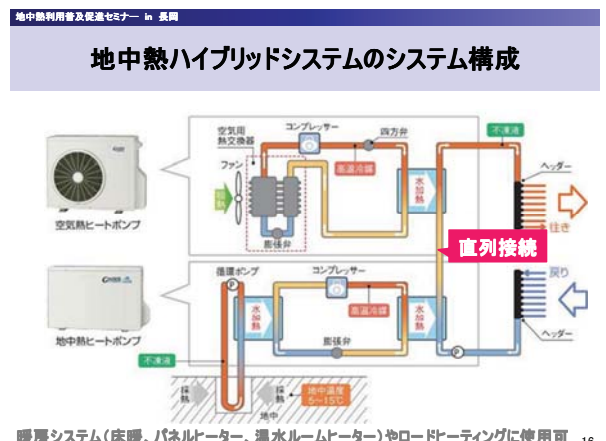 地中熱利用普及促進セミナー in 長岡
地中熱ハイブリッドシステムのシステム構成
空気用
熱交換器
コンプレッサー
四方弁
不凍液
ファン
高温冷媒
水加熱
ヘッダー
往き
膨張弁
空気熱ヒートポンプ
直列接続
循環ポンプ
コンプレッサー
戻り
P
水加熱
高温冷媒
水加熱
地中熱ヒートポンプ
膨張弁
P
ヘッダー
不凍液
採熱
採熱
地中温度
5~15℃
地中
暖房システム(床暖、パネルヒーター、温水ルームヒーター)やロードヒーティングに使用可
16